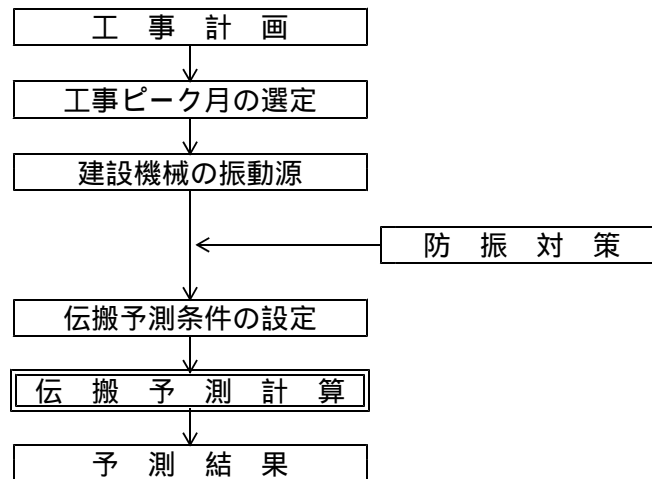 工 事 計 画
工事ピーク月の選定
建設機械の振動源
防 振 対 策
伝搬予測条件の設定
伝 搬 予 測 計 算
予 測 結 果